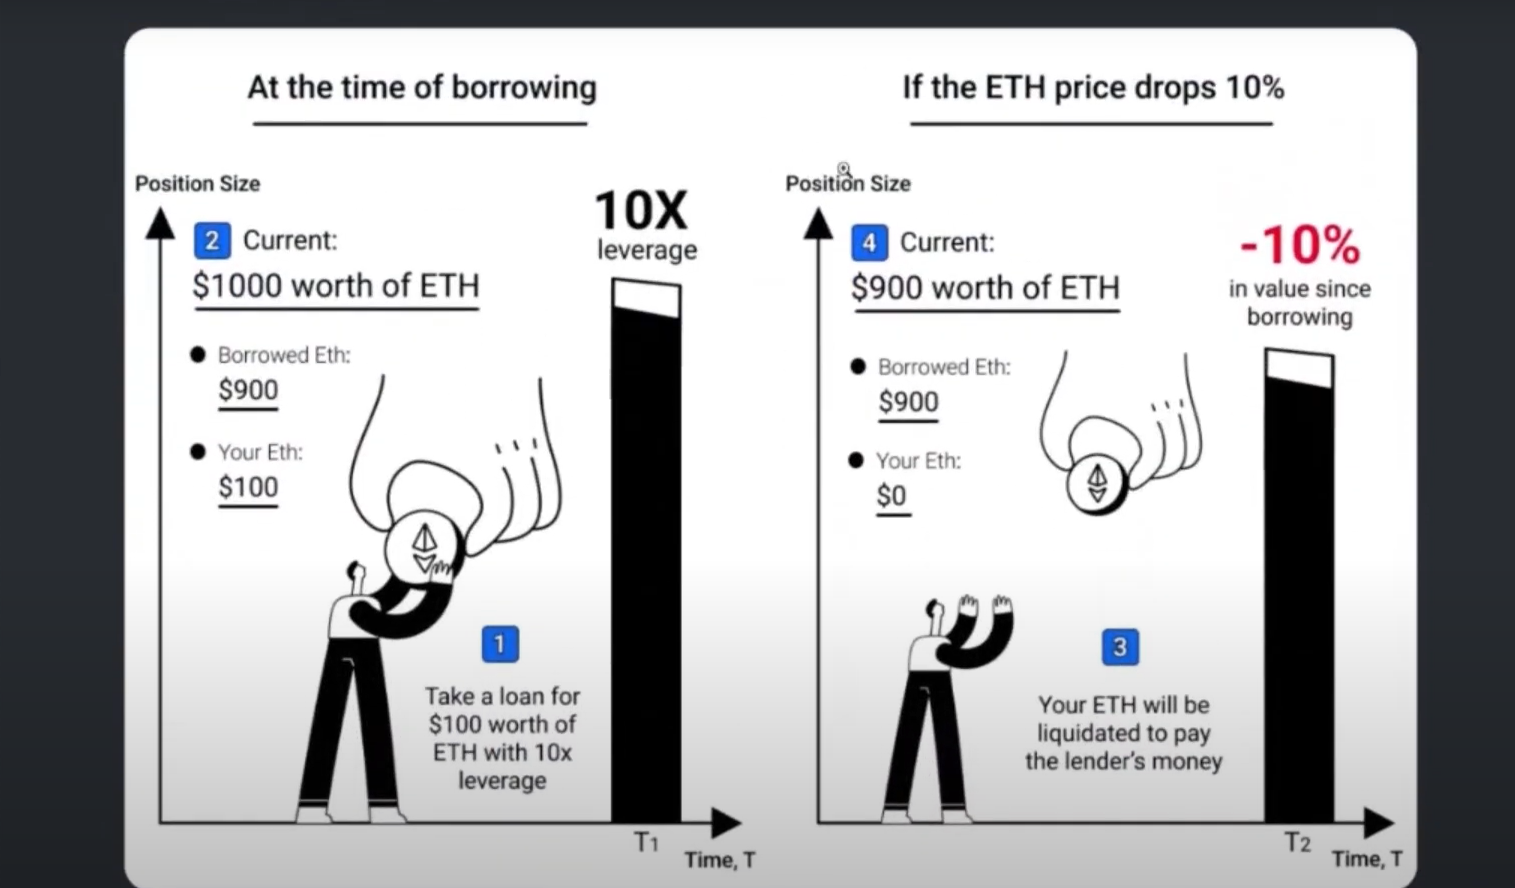 At the time of borrowing
Position Size
2 Current:
$1000 worth of ETH
Borrowed Eth:
$900
Your Eth:
$100
10X
leverage
1
Take a loan for
$100 worth of
ETH with 10x
leverage
T1
Time, T
If the ETH price drops 10%
Position Size
4 Current:
$900 worth of ETH
Borrowed Eth:
$900
Your Eth:
$0
-10%
in value since
borrowing
3
Your ETH will be
liquidated to pay
the lender's money
T2
Time, T